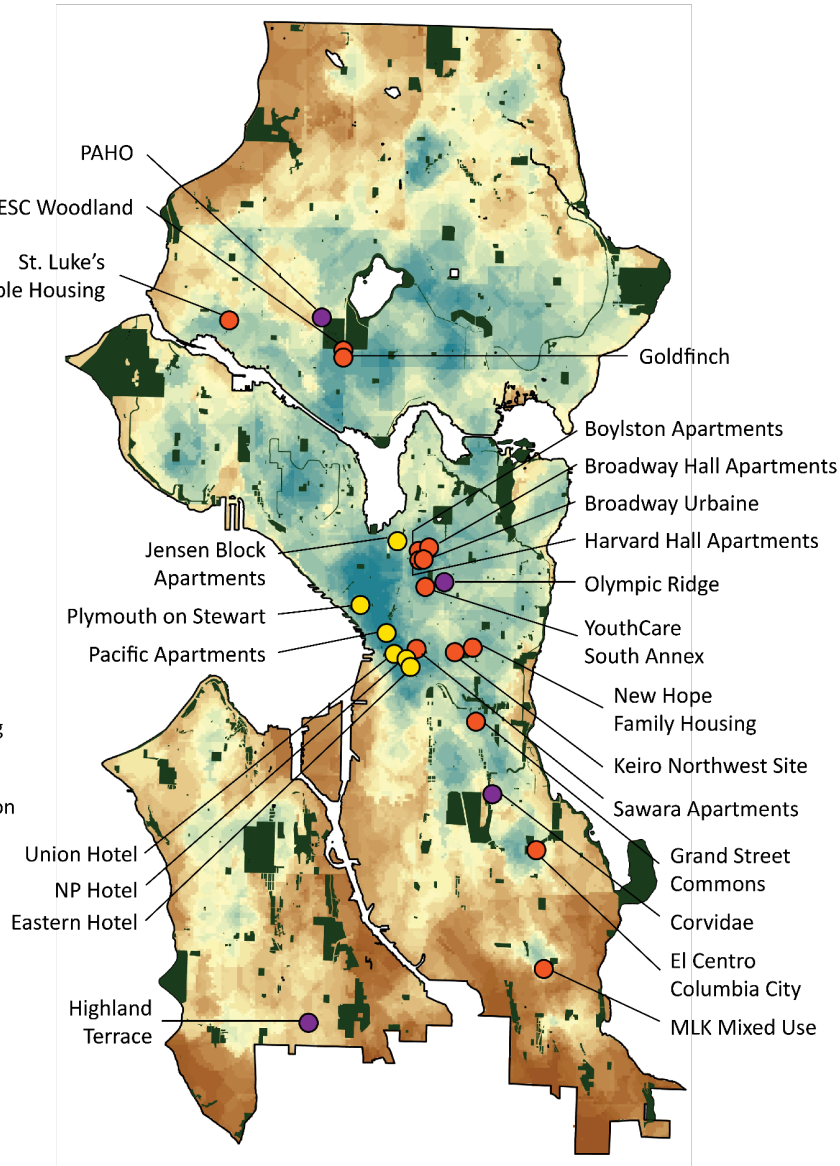 PAHO
ESC Woodland
St. Luke's
ble Housing
Goldfinch
Boylston Apartments
Broadway Hall Apartments
Broadway Urbaine
Harvard Hall Apartments
Jensen Block
Apartments
Olympic Ridge
Plymouth on Stewart
YouthCare
South Annex
Pacific Apartments
New Hope
Family Housing
g
Keiro Northwest Site
on
Sawara Apartments
Union Hotel
Grand Street
Commons
NP Hotel
Eastern Hotel
Corvidae
El Centro
Columbia City
Highland
Terrace
MLK Mixed Use